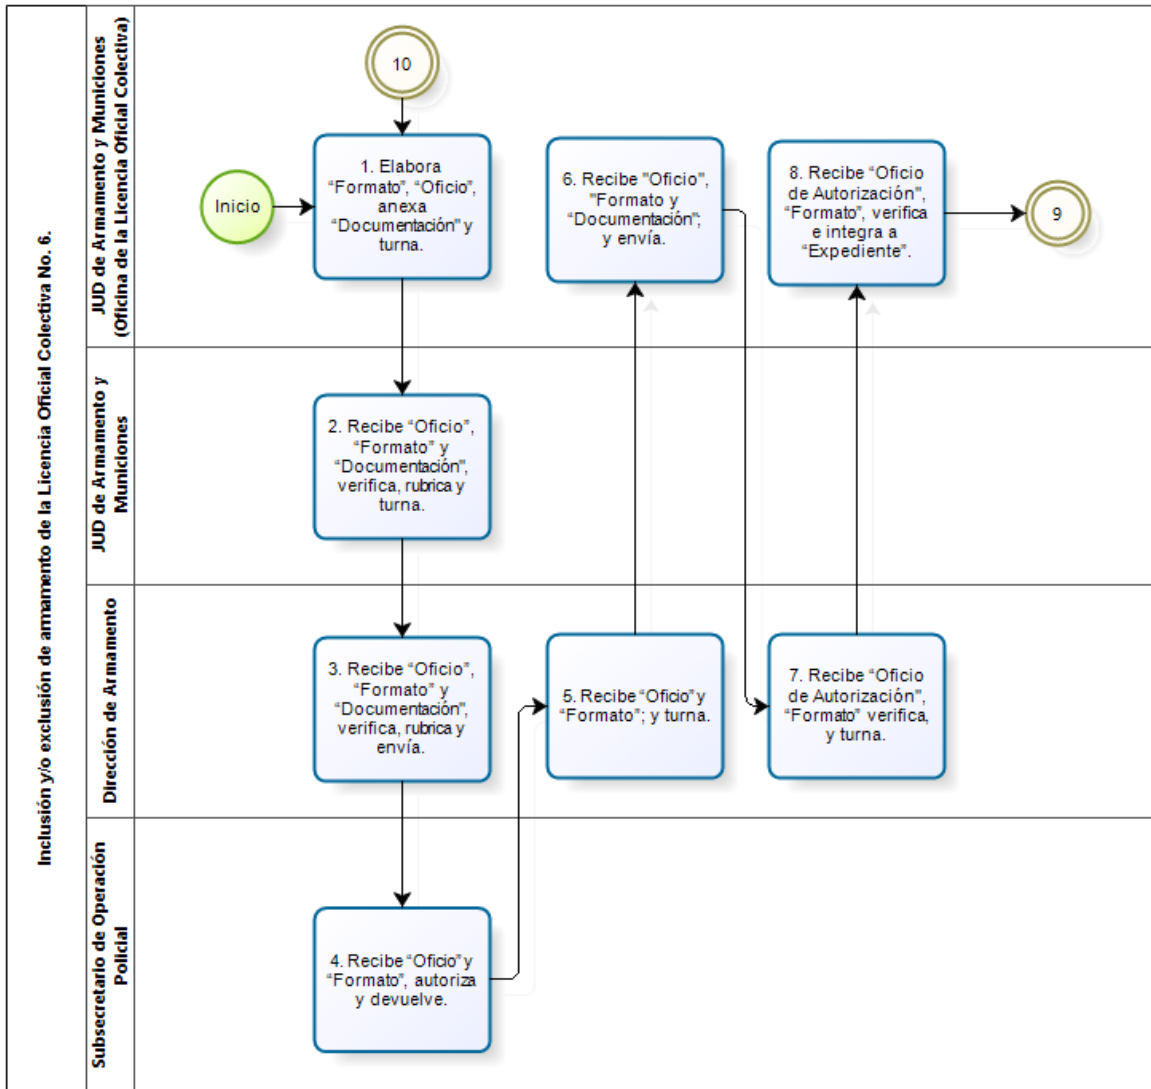 Inclusión y/o exclusión de armamento de la Licencia Oficial Colectiva No. 6.
JUD de Armamento y Municiones
(Oficina de la Licencia Oficial Colectiva)
10
Inicio
1. Elabora
“Formato”, “Oficio”,
anexa
“Documentación” y
turna.
6. Recibe "Oficio",
"Formato y
“Documentación";
y envía.
8. Recibe “Oficio
de Autorización”,
“Formato”, verifica
e integra a
“Expediente”.
9
JUD de Armamento y
Municiones
2. Recibe “Oficio”,
“Formato” y
“Documentación”,
verifica, rubrica y
turna.
Dirección de Armamento
3. Recibe “Oficio”,
“Formato” y
“Documentación”,
verifica, rubrica y
envía.
5. Recibe “Oficio” y
“Formato”; y turna.
7. Recibe “Oficio
de Autorización”,
“Formato” verifica,
y turna.
Subsecretario de Operación
Policial
4. Recibe “Oficio” y
“Formato”, autoriza
y devuelve.